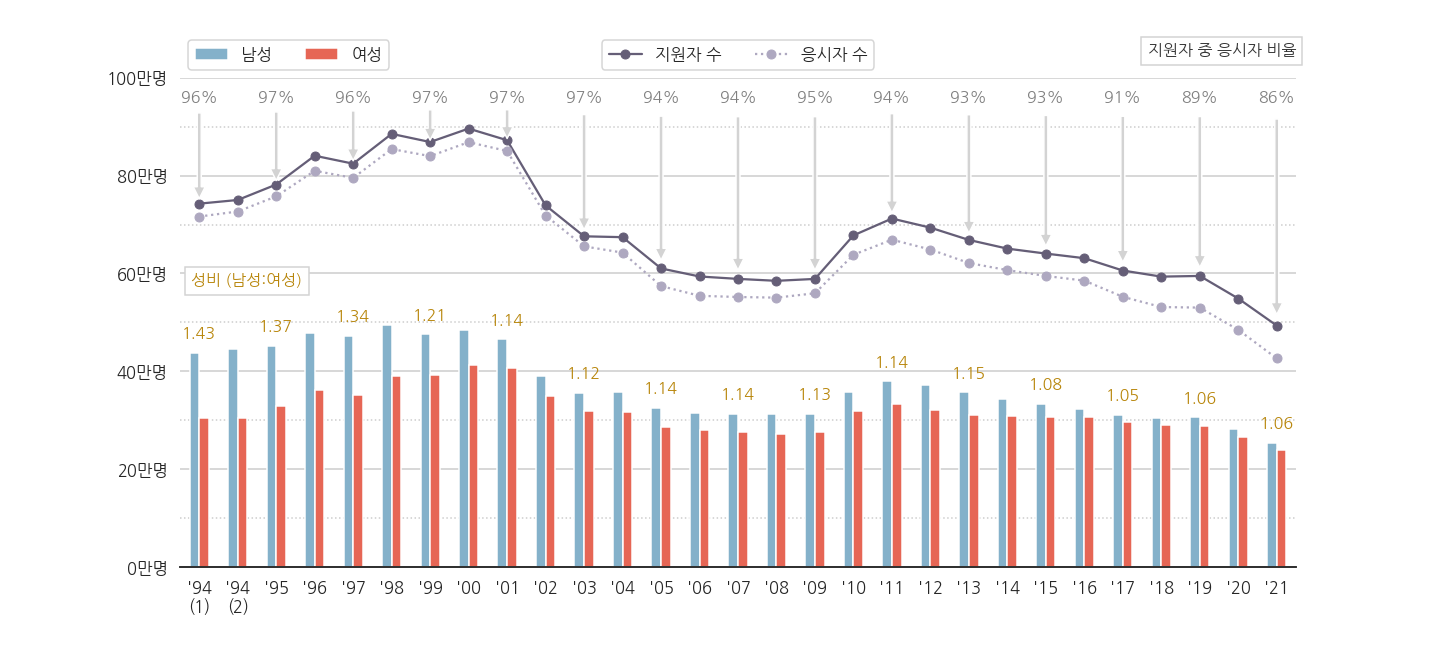 남성 여성 지원자 수 응시자 수 지원자 중 응시자 비율
100만명
96% 97% 96% 97% 97% 97% 94% 94% 95% 94% 93% 93% 91% 89% 86%
80만명
60만명
성비 (남성:여성)
1.43 1.37 1.34 1.21 1.14 1.12 1.14 1.14 1.13 1.14 1.15 1.08 1.05 1.06 1.06
40만명
20만명
0만명
'94 '94 '95 '96 '97 '98 '99 '00 '01 '02 '03 '04 '05 '06 '07 '08 '09 '10 '11 '12 '13 '14 '15 '16 '17 '18 '19 '20 '21
(1) (2)